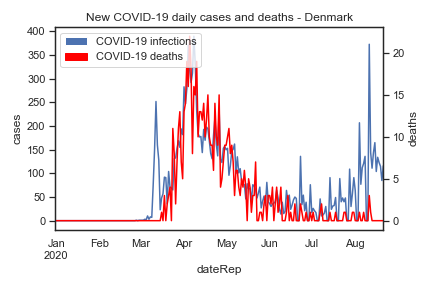 New COVID-19 daily cases and deaths - Denmark
COVID-19 infections
COVID-19 deaths
400
350
300
250
200
150
100
50
0
cases
20
15
10
5
0
deaths
Jan
2020
Feb
Mar
Apr
May
Jun
Jul
Aug
dateRep